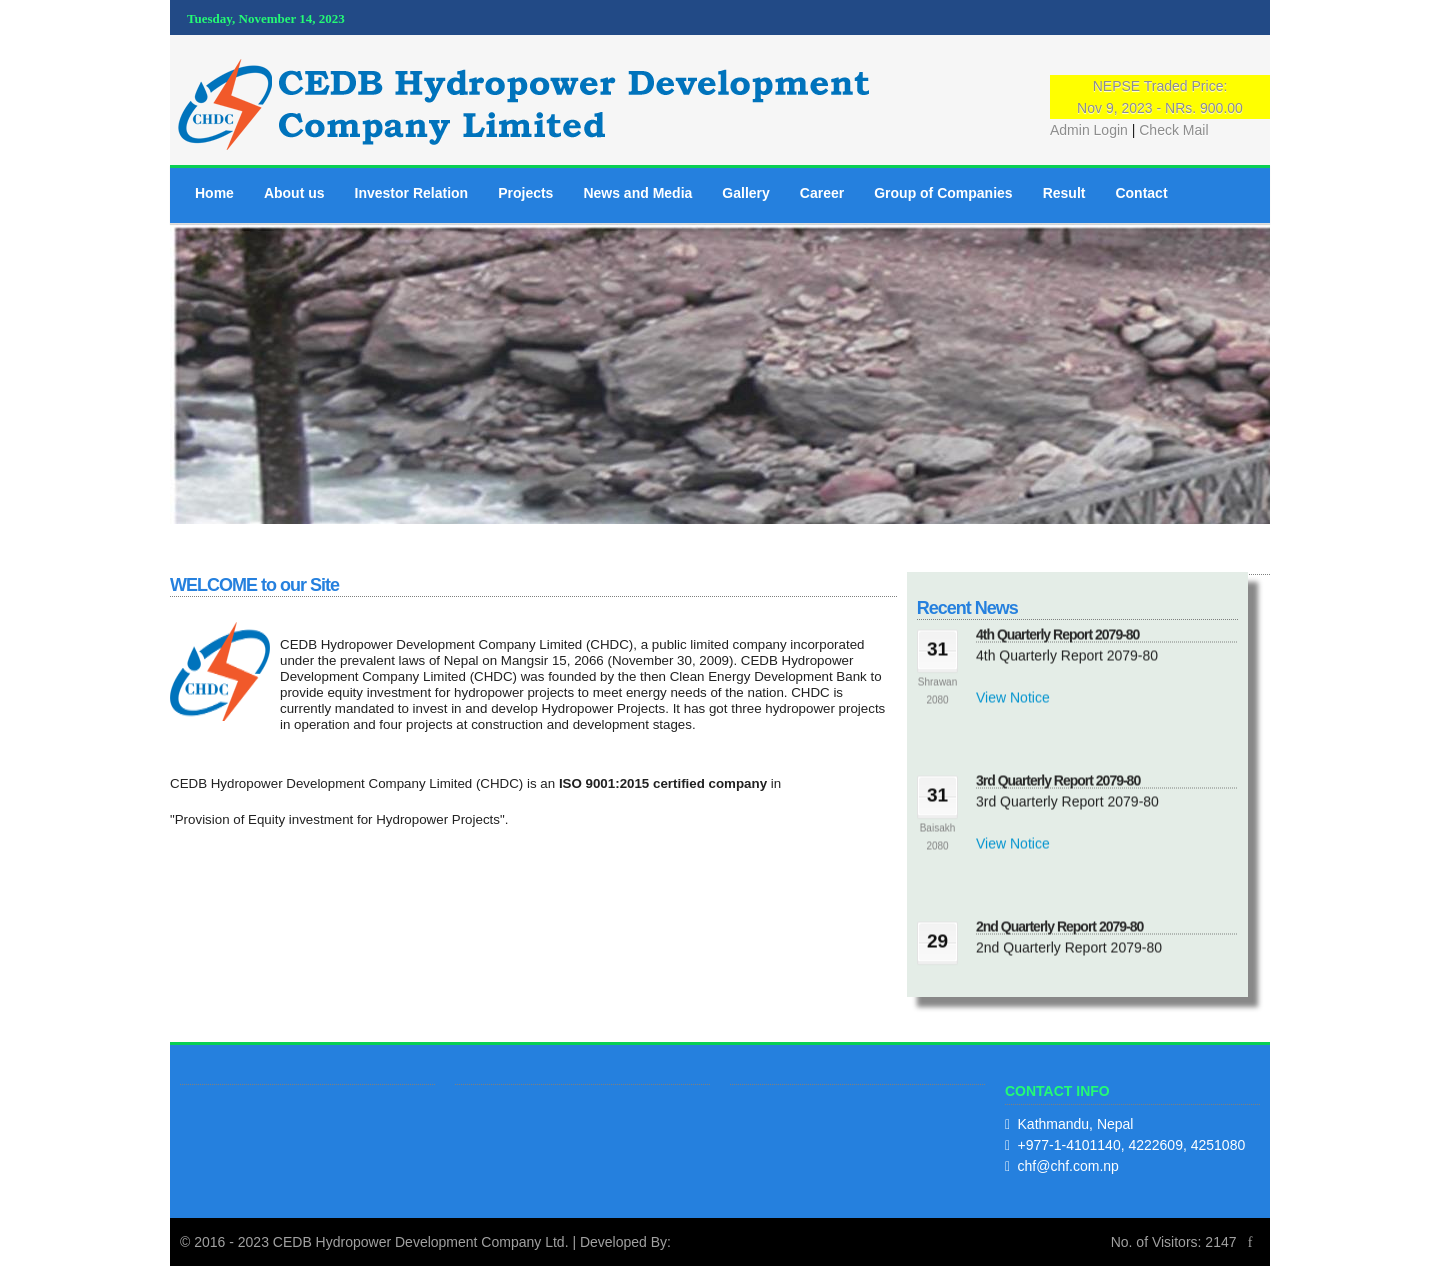 Tuesday, November 14, 2023
CHDC
CEDB Hydropower Development
Company Limited
NEPSE Traded Price:
Nov 9, 2023 - NRs. 900.00
Admin Login | Check Mail
Home About us Investor Relation Projects News and Media Gallery Career Group of Companies Result Contact
WELCOME to our Site
CHDC
CEDB Hydropower Development Company Limited (CHDC), a public limited company incorporated
under the prevalent laws of Nepal on Mangsir 15, 2066 (November 30, 2009). CEDB Hydropower
Development Company Limited (CHDC) was founded by the then Clean Energy Development Bank to
provide equity investment for hydropower projects to meet energy needs of the nation. CHDC is
currently mandated to invest in and develop Hydropower Projects. It has got three hydropower projects
in operation and four projects at construction and development stages.
CEDB Hydropower Development Company Limited (CHDC) is an ISO 9001:2015 certified company in
"Provision of Equity investment for Hydropower Projects".
Recent News
31
Shrawan
2080
4th Quarterly Report 2079-80
4th Quarterly Report 2079-80
View Notice
31
Baisakh
2080
3rd Quarterly Report 2079-80
3rd Quarterly Report 2079-80
View Notice
29
2nd Quarterly Report 2079-80
2nd Quarterly Report 2079-80
CONTACT INFO
Kathmandu, Nepal
+977-1-4101140, 4222609, 4251080
chf@chf.com.np
© 2016 - 2023 CEDB Hydropower Development Company Ltd. | Developed By:
No. of Visitors: 2147 f